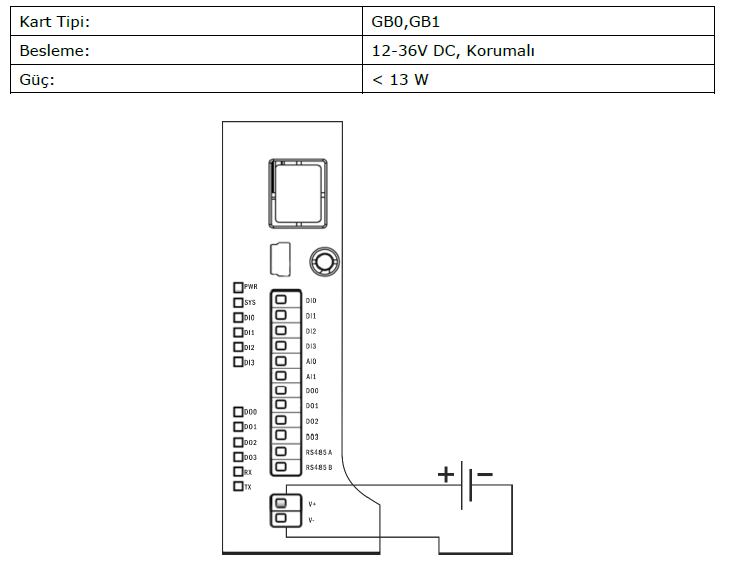 Kart Tipi: GB0,GB1
Besleme: 12-36V DC, Korumalı
Güç: < 13 W
PWR
SYS
DI0
DI1
DI2
DI3
DO0
DO1
DO2
DO3
RX
TX
DI0
DI1
DI2
DI3
AI0
AI1
DO0
DO1
DO2
DO3
RS485 A
RS485 B
V+
V-
+ −